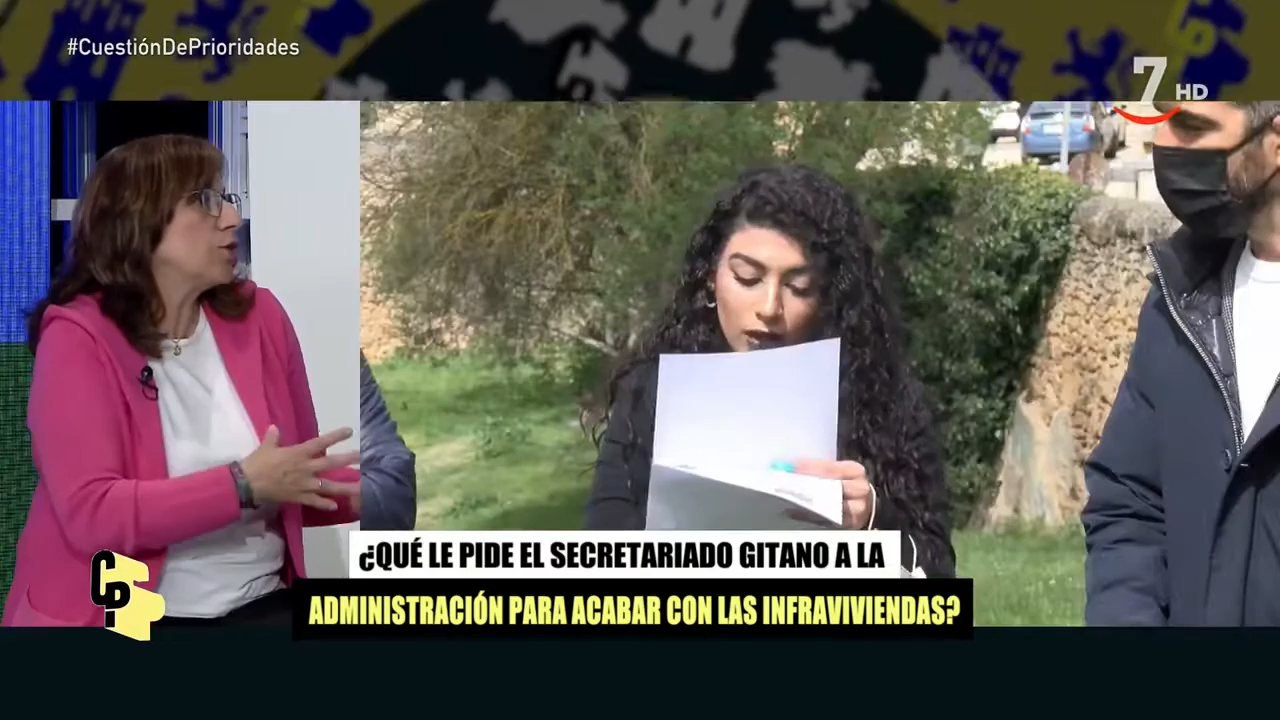 #CuestiónDePrioridades
7 HD
¿QUÉ LE PIDE EL SECRETARIADO GITANO A LA
ADMINISTRACIÓN PARA ACABAR CON LAS INFRAVIVIENDAS?
CP